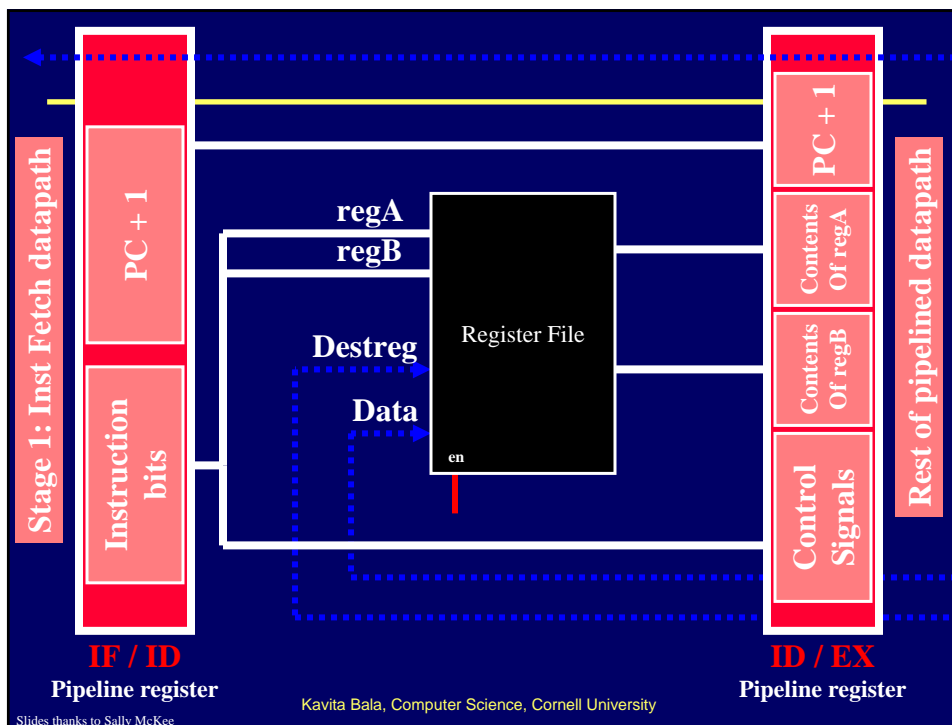 Stage 1: Inst Fetch datapath
PC + 1
Instruction
bits
IF / ID
Pipeline register
regA
regB
Destreg
Data
Register File
en
PC + 1
Contents
Of regA
Contents
Of regB
Control
Signals
ID / EX
Pipeline register
Rest of pipelined datapath
Kavita Bala, Computer Science, Cornell University
Slides thanks to Sally McKee